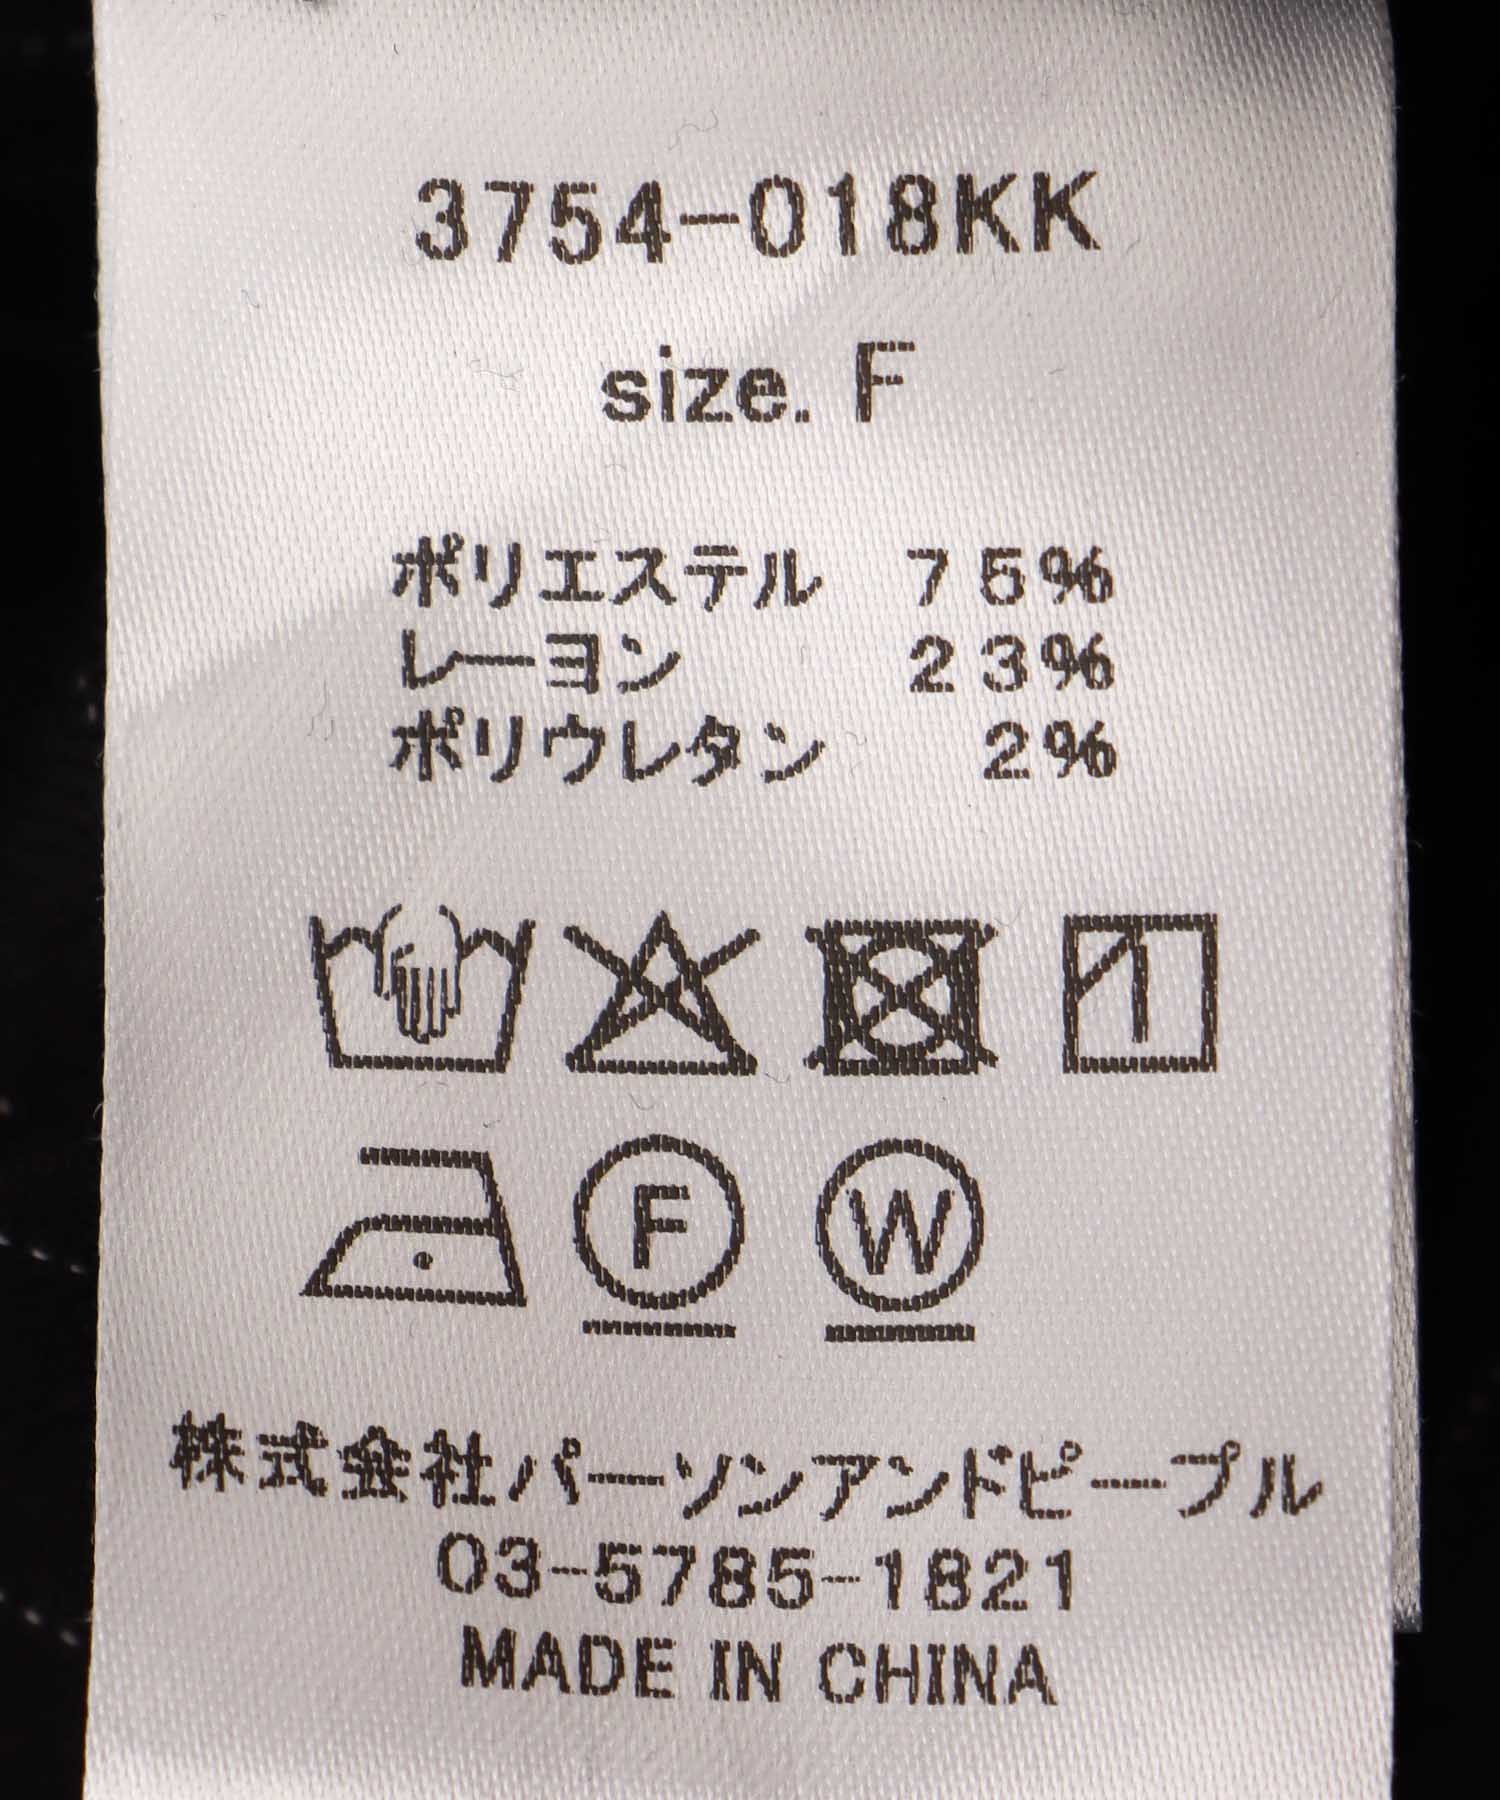 3754-018KK
size. F
ポリエステル 75%
レーヨン 23%
ポリウレタン 2%
F W
株式会社パーソンアンドピープル
03-5785-1821
MADE IN CHINA